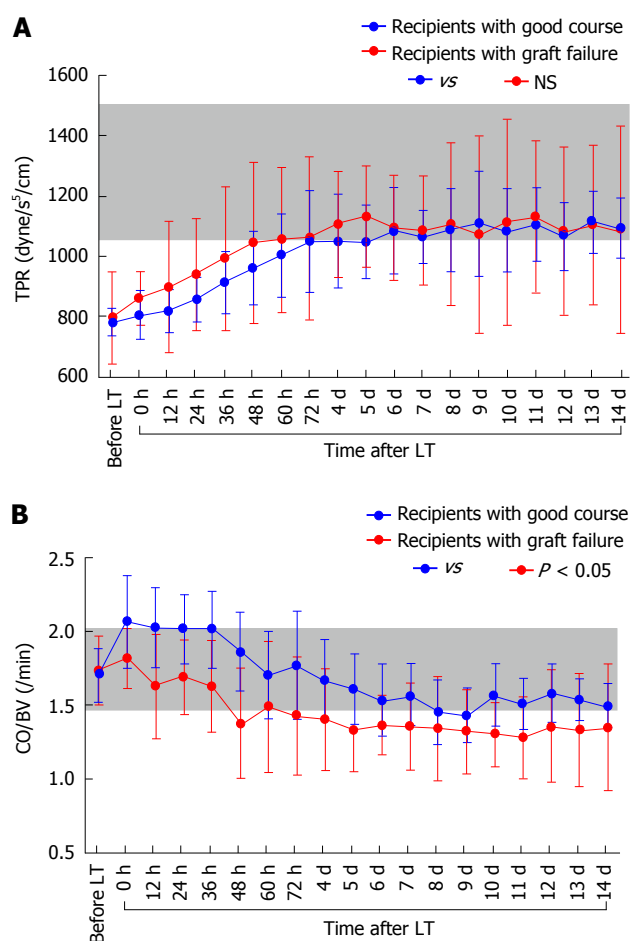 A
Recipients with good course
Recipients with graft failure
vs NS
TPR (dyne/s⁵/cm)
1600
1400
1200
1000
800
600
Before LT
0 h
12 h
24 h
36 h
48 h
60 h
72 h
4 d
5 d
6 d
7 d
8 d
9 d
10 d
11 d
12 d
13 d
14 d
Time after LT
B
Recipients with good course
Recipients with graft failure
vs P < 0.05
CO/BV (/min)
2.5
2.0
1.5
1.0
0.5
Before LT
0 h
12 h
24 h
36 h
48 h
60 h
72 h
4 d
5 d
6 d
7 d
8 d
9 d
10 d
11 d
12 d
13 d
14 d
Time after LT